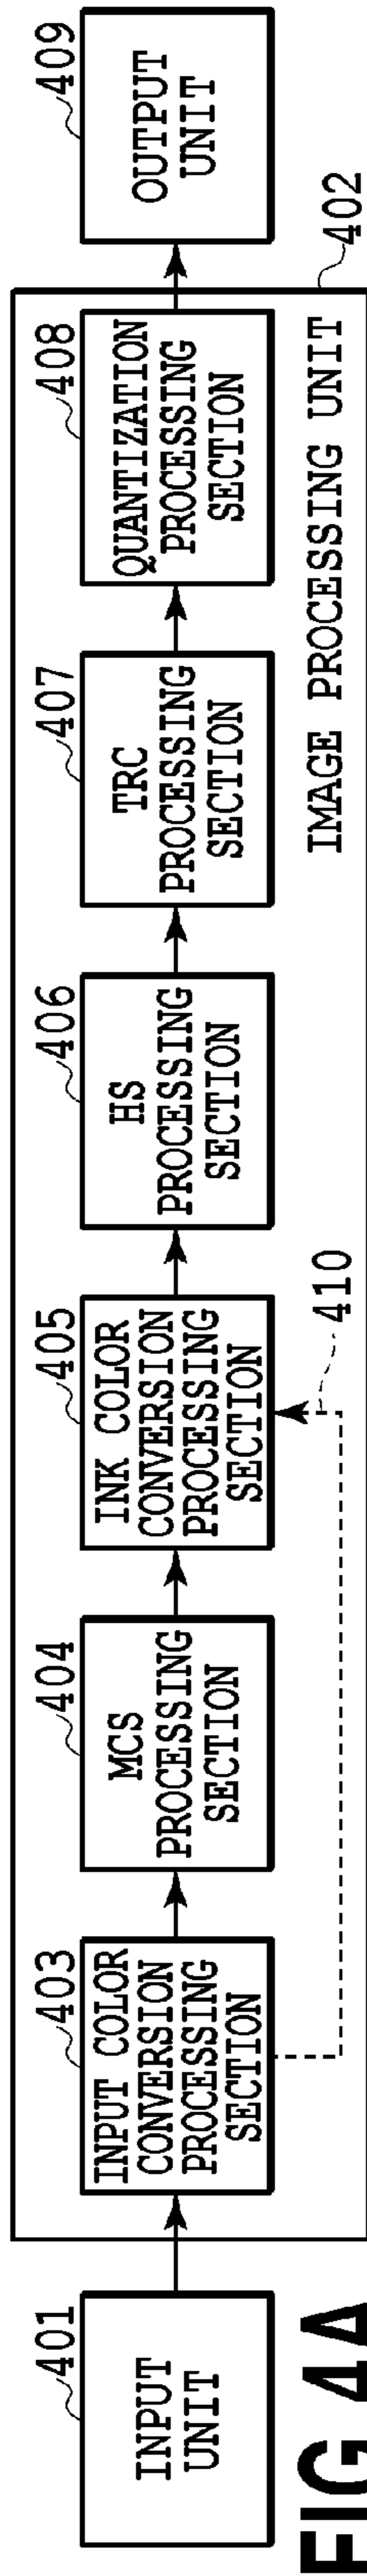 401
INPUT
UNIT
403
INPUT COLOR
CONVERSION
PROCESSING
SECTION
404
MCS
PROCESSING
SECTION
405
INK COLOR
CONVERSION
PROCESSING
SECTION
406
HS
PROCESSING
SECTION
407
TRC
PROCESSING
SECTION
408
QUANTIZATION
PROCESSING
SECTION
409
OUTPUT
UNIT
410
IMAGE PROCESSING UNIT
402
FIG.4A